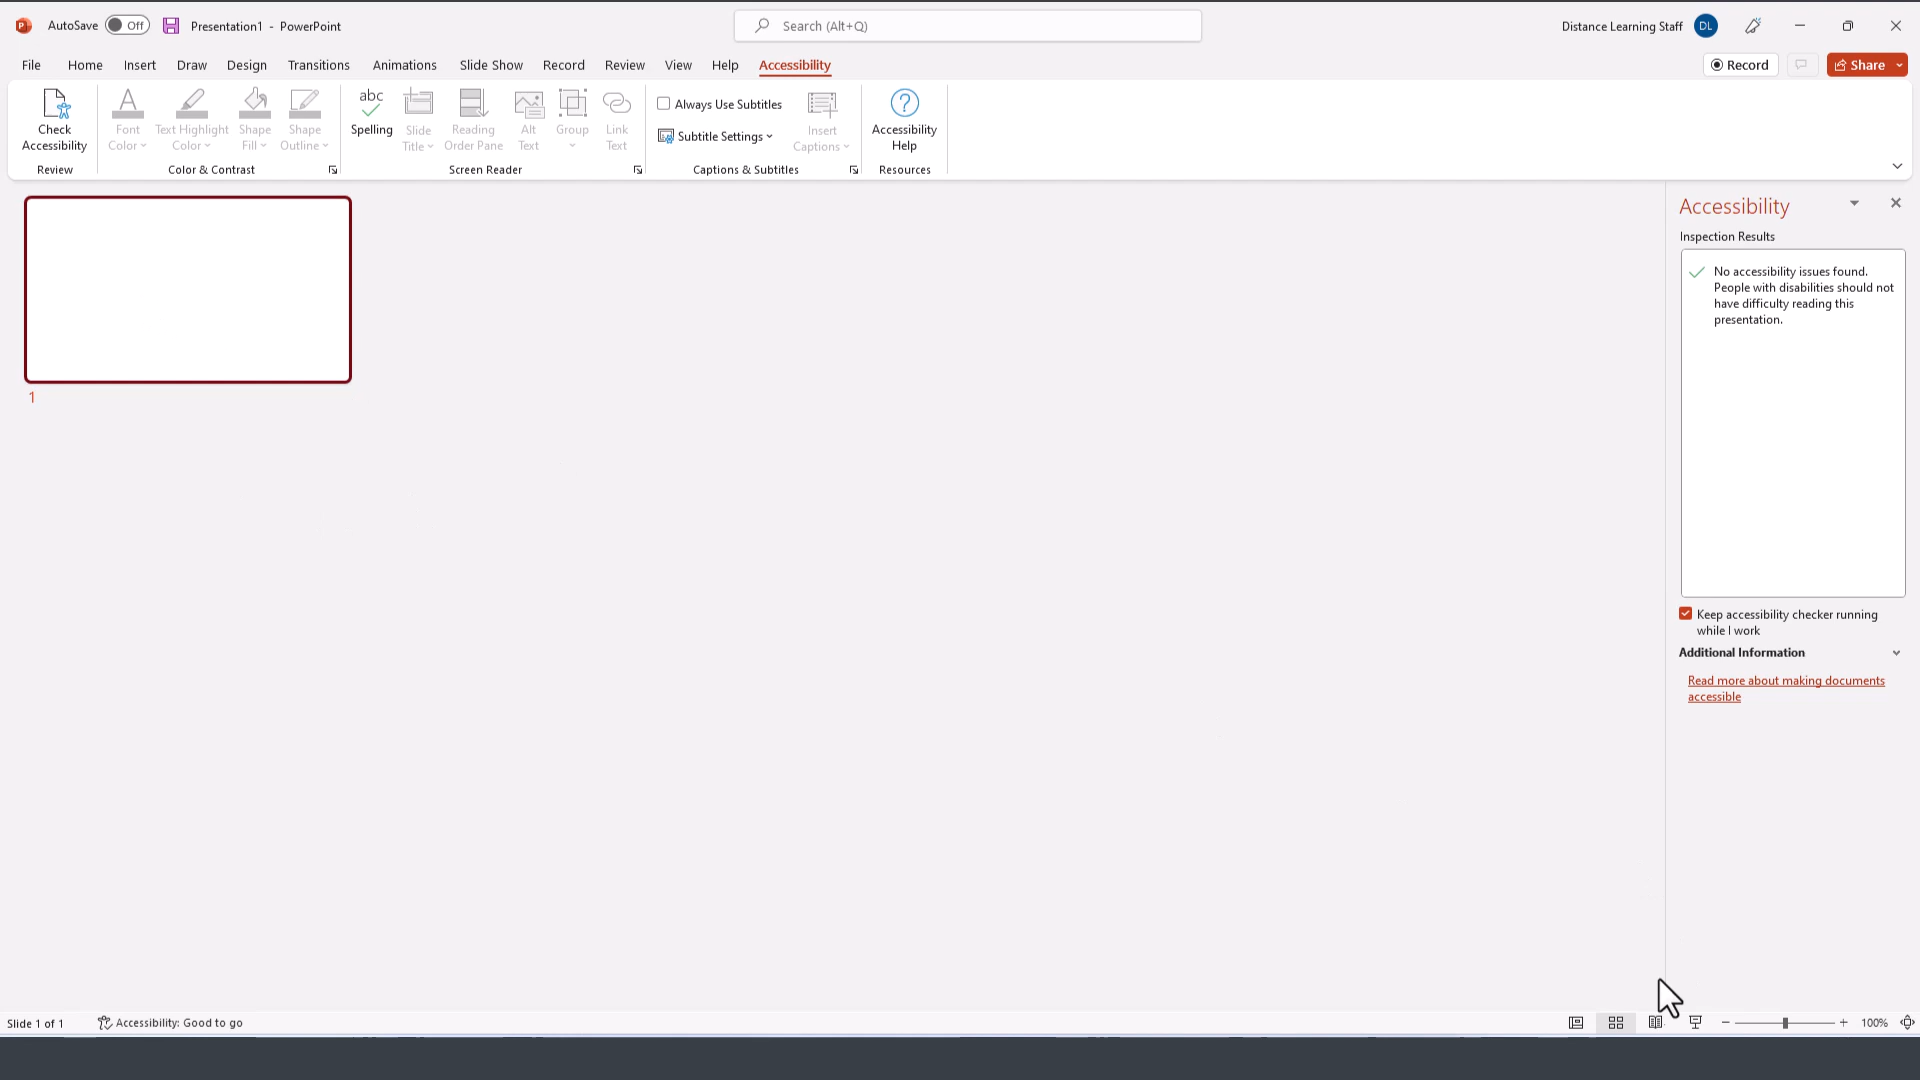 AutoSave Off Presentation1 - PowerPoint Search (Alt+Q) Distance Learning Staff DL
File Home Insert Draw Design Transitions Animations Slide Show Record Review View Help Accessibility Record Share
Check Accessibility
Font Color
Text Highlight Color
Shape Fill
Shape Outline
abc
Spelling
Slide Title
Reading Order Pane
Alt Text
Group
Link Text
Always Use Subtitles
Subtitle Settings
Insert Captions
Accessibility Help
Review Color & Contrast Screen Reader Captions & Subtitles Resources
1
Accessibility
Inspection Results
No accessibility issues found.
People with disabilities should not
have difficulty reading this
presentation.
Keep accessibility checker running
while I work
Additional Information
Read more about making documents
accessible
Slide 1 of 1 Accessibility: Good to go 100%